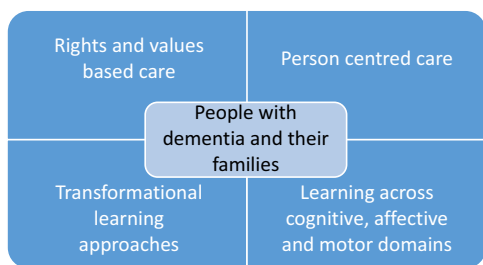 Rights and values
based care
Person centred care
People with
dementia and their
families
Transformational
learning
approaches
Learning across
cognitive, affective
and motor domains